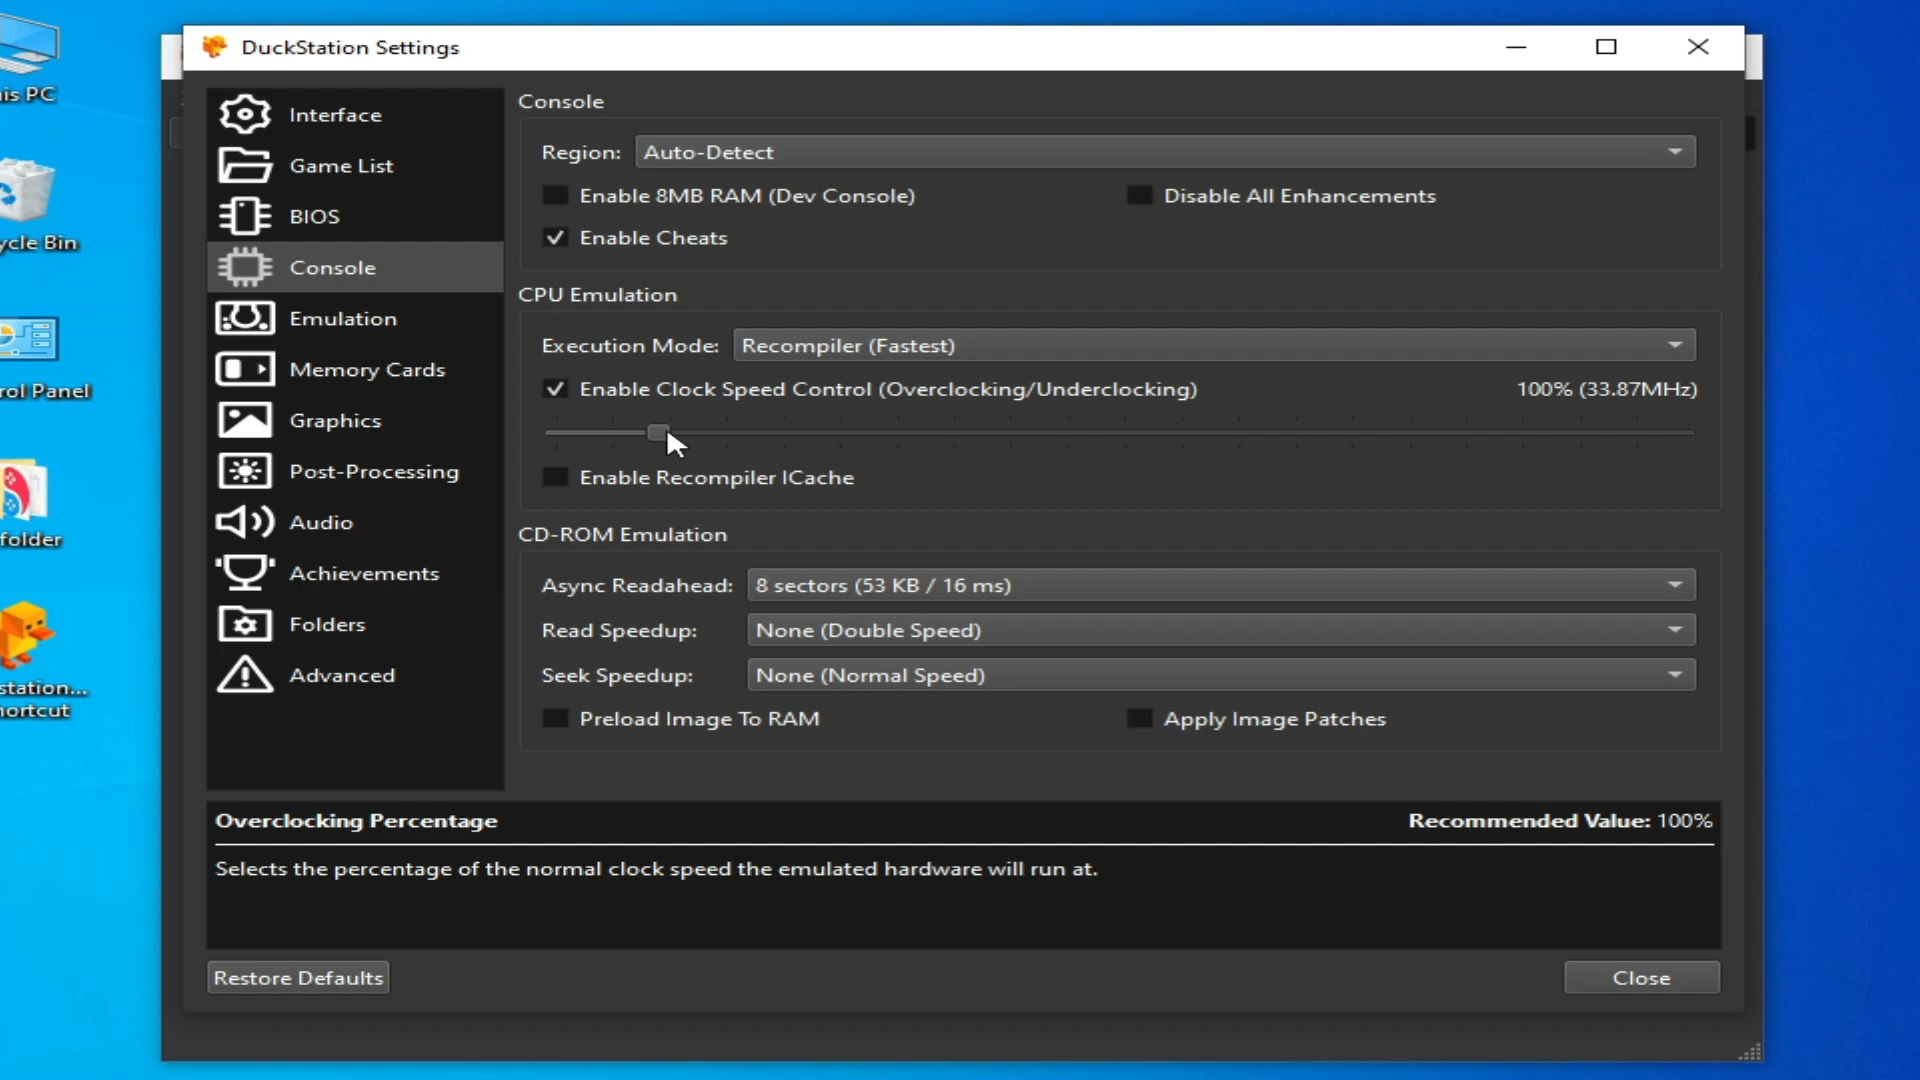 DuckStation Settings
is PC
ycle Bin
rol Panel
folder
station...
ortcut
Interface
Game List
BIOS
Console
Emulation
Memory Cards
Graphics
Post-Processing
Audio
Achievements
Folders
Advanced
Console
Region: Auto-Detect
Enable 8MB RAM (Dev Console) Disable All Enhancements
Enable Cheats
CPU Emulation
Execution Mode: Recompiler (Fastest)
Enable Clock Speed Control (Overclocking/Underclocking) 100% (33.87MHz)
Enable Recompiler ICache
CD-ROM Emulation
Async Readahead: 8 sectors (53 KB / 16 ms)
Read Speedup: None (Double Speed)
Seek Speedup: None (Normal Speed)
Preload Image To RAM Apply Image Patches
Overclocking Percentage Recommended Value: 100%
Selects the percentage of the normal clock speed the emulated hardware will run at.
Restore Defaults Close